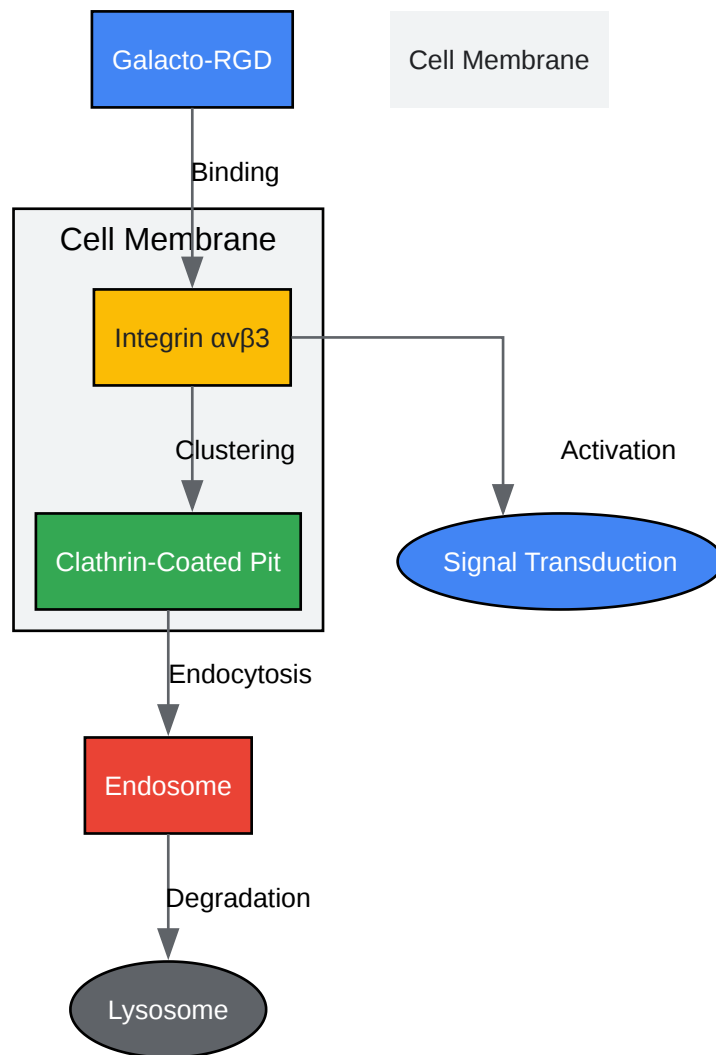 Galacto-RGD
Cell Membrane
Binding
Cell Membrane
Integrin αvβ3
Clustering
Activation
Clathrin-Coated Pit
Signal Transduction
Endocytosis
Endosome
Degradation
Lysosome